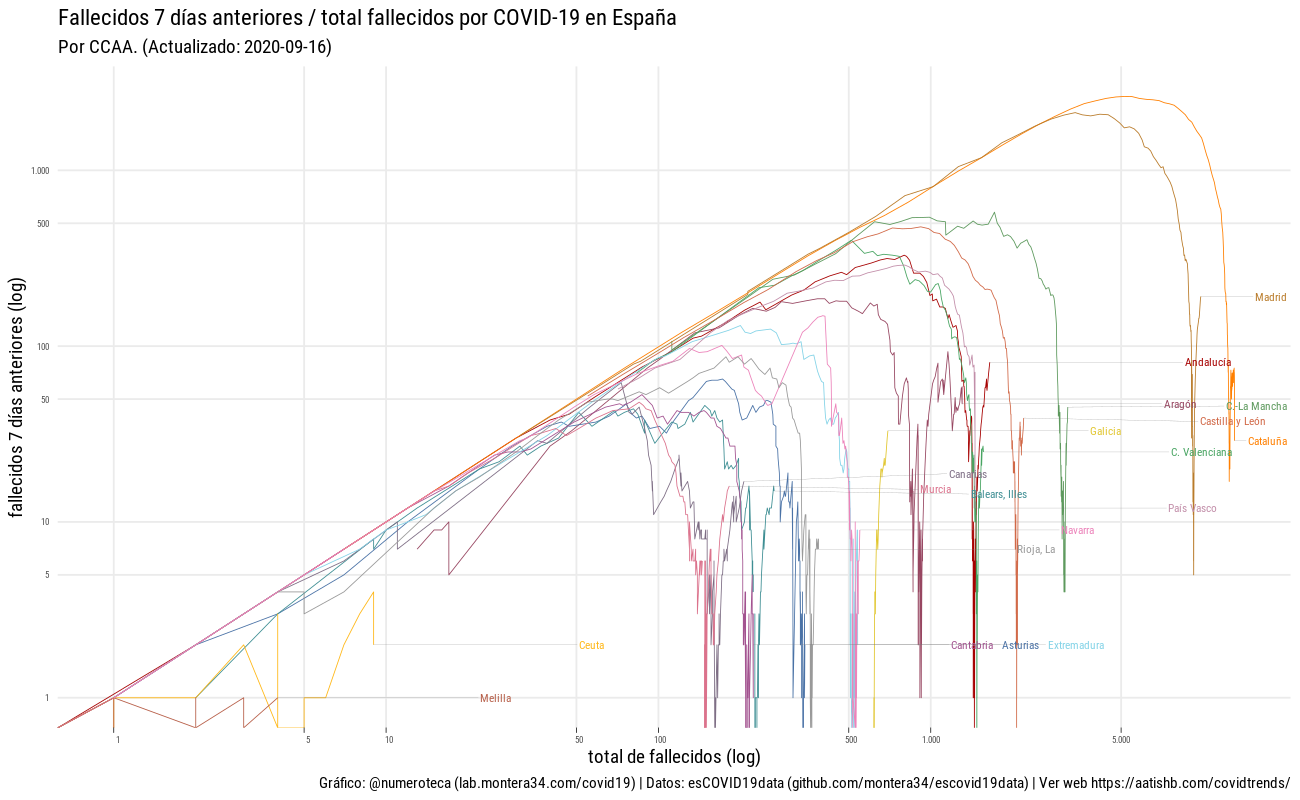 Fallecidos 7 días anteriores / total fallecidos por COVID-19 en España
Por CCAA. (Actualizado: 2020-09-16)
fallecidos 7 días anteriores (log)
1.000
500
100
50
10
5
1
Madrid
Andalucía
Aragón
C.-La Mancha
Castilla y León
Galicia
Cataluña
C. Valenciana
Canarias
Murcia
Balears, Illes
País Vasco
Navarra
Rioja, La
Ceuta
Cantabria
Asturias
Extremadura
Melilla
1
5
10
50
100
500
1.000
5.000
total de fallecidos (log)
Gráfico: @numeroteca (lab.montera34.com/covid19) | Datos: esCOVID19data (github.com/montera34/escovid19data) | Ver web https://aatishb.com/covidtrends/